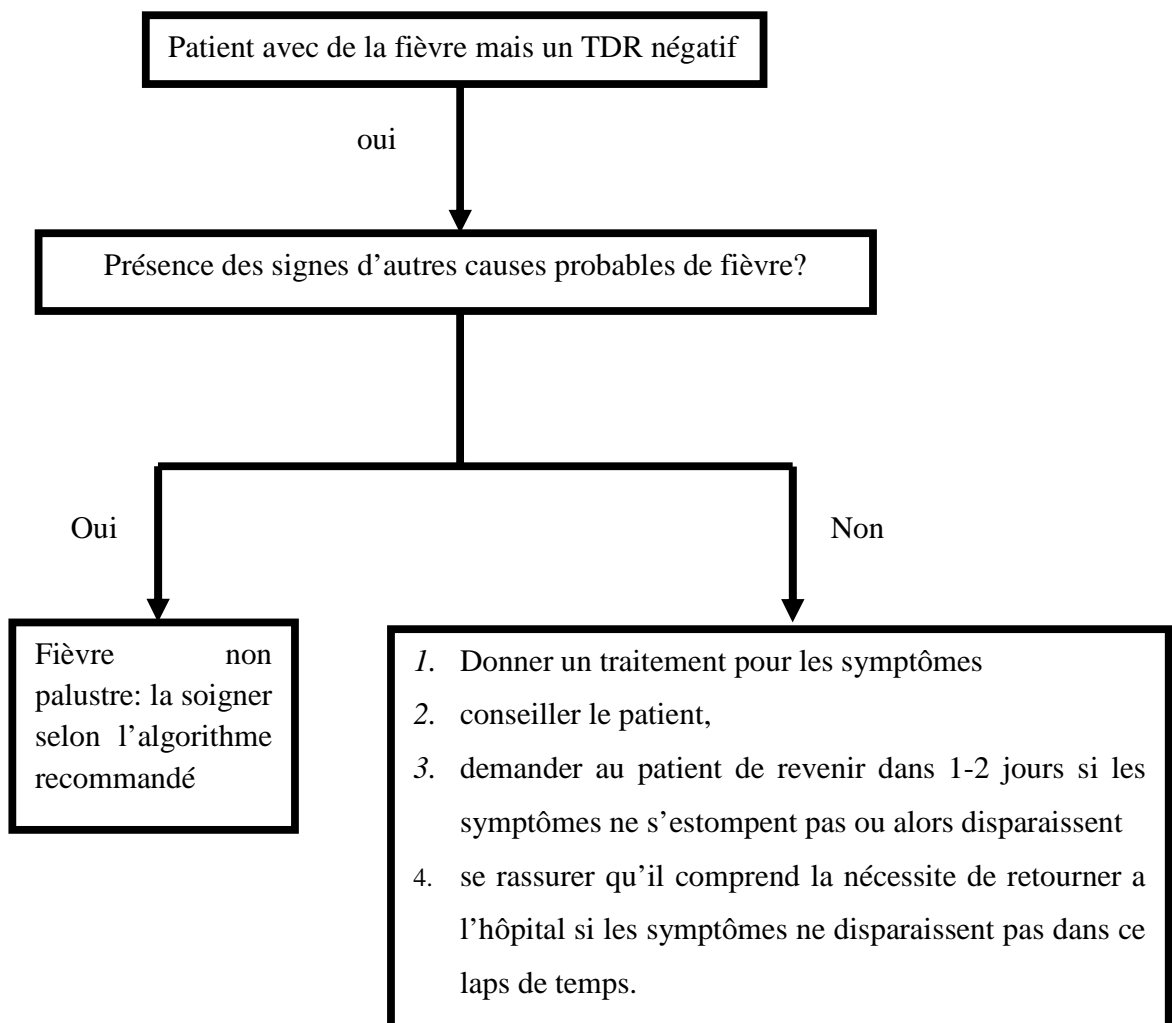 Patient avec de la fièvre mais un TDR négatif
oui
Présence des signes d’autres causes probables de fièvre?
Oui
Non
Fièvre non
palustre: la soigner
selon l’algorithme
recommandé
1. Donner un traitement pour les symptômes
2. conseiller le patient,
3. demander au patient de revenir dans 1-2 jours si les
symptômes ne s’estompent pas ou alors disparaissent
4. se rassurer qu’il comprend la nécessite de retourner a
l’hôpital si les symptômes ne disparaissent pas dans ce
laps de temps.